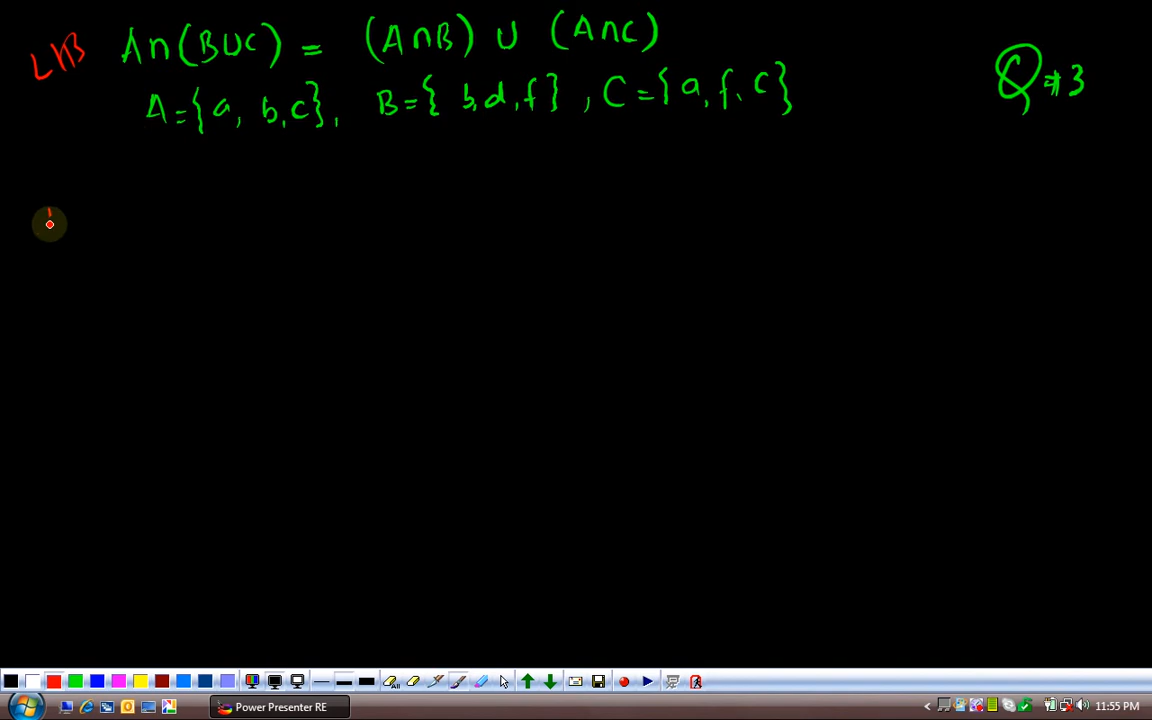 LHS A∩(B∪C) = (A∩B) ∪ (A∩C)
A={a, b,c}, B={ b,d,f} , C={a, f, c}
Q#3
Power Presenter RE
11:55 PM